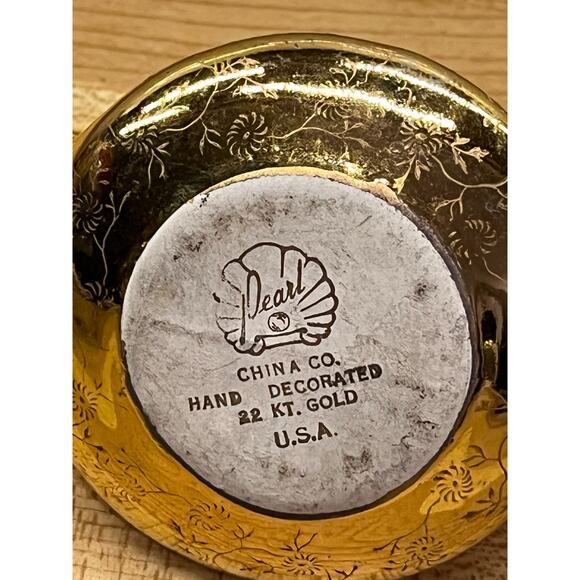 Pearl
CHINA CO.
HAND DECORATED
22 KT. GOLD
U.S.A.